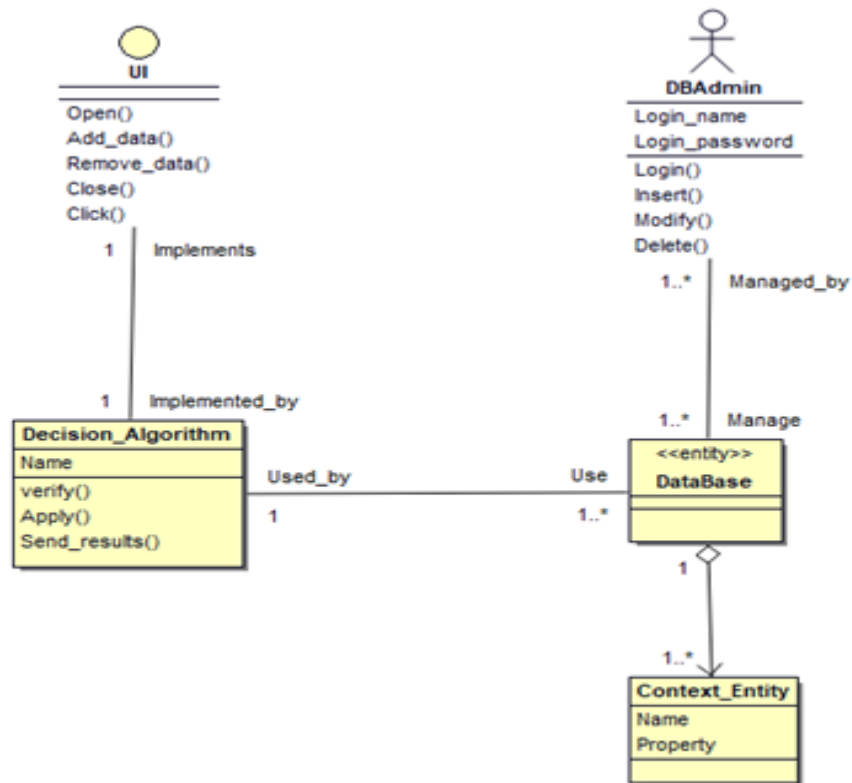 UI
Open()
Add_data()
Remove_data()
Close()
Click()
1 Implements
1 Implemented_by
DBAdmin
Login_name
Login_password
Login()
Insert()
Modify()
Delete()
1..* Managed_by
1..* Manage
Decision_Algorithm
Name
verify()
Apply()
Send_results()
Used_by Use
1 1..*
<<entity>>
DataBase
1
1..*
Context_Entity
Name
Property